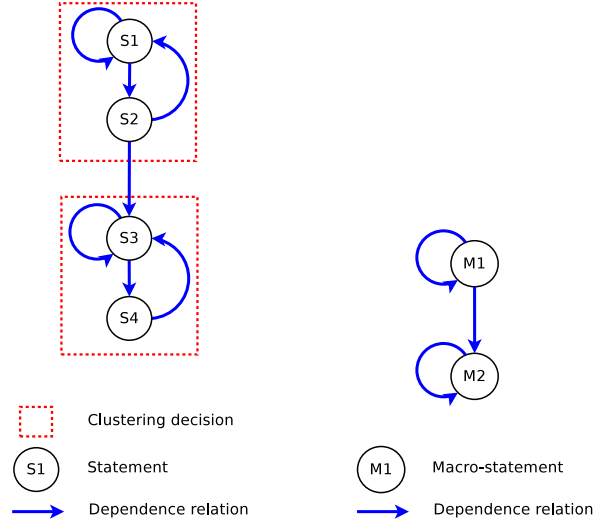 S1
S2
S3
S4
M1
M2
Clustering decision
S1 Statement
Dependence relation
M1 Macro-statement
Dependence relation